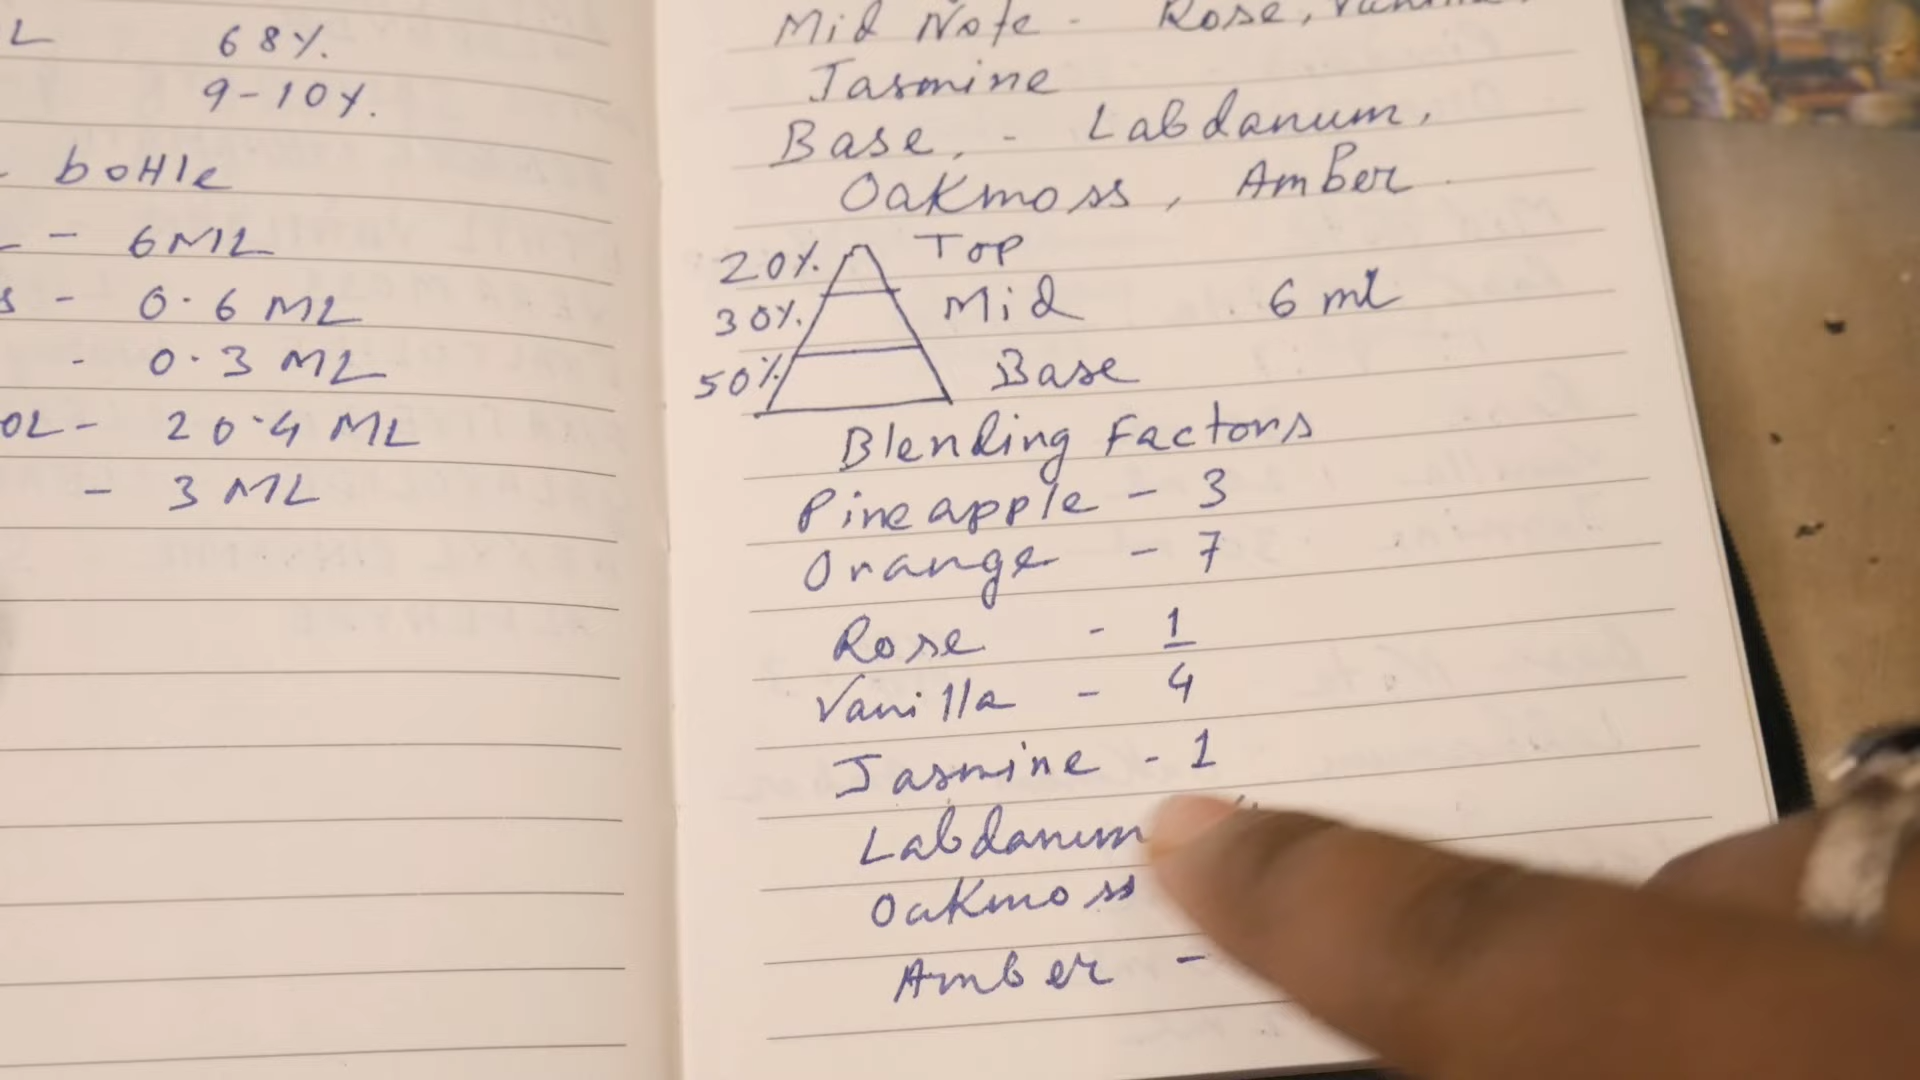 L 68%.
9-10%.
- bottle
L - 6ML
s - 0.6 ML
- 0.3 ML
OL - 20.4 ML
- 3 ML
Mid Note - Rose, Vanilla,
Jasmine
Base, - Labdanum,
Oakmoss, Amber
20%. Top
30%. Mid 6 ml
50% Base
Blending Factors
Pineapple - 3
Orange - 7
Rose - 1
Vanilla - 4
Jasmine - 1
Labdanum
Oakmoss
Amber -